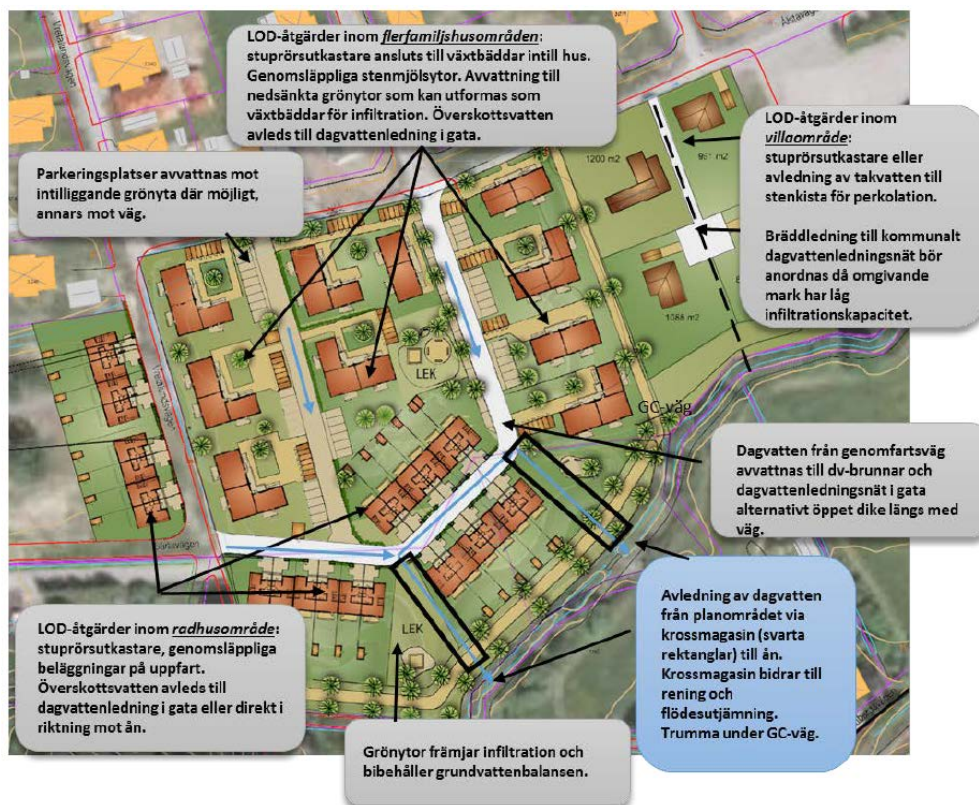 LOD-åtgärder inom flerfamiljshusområden:
stuprörsutkastare ansluts till växtbäddar intill hus.
Genomsläppliga stenmjölsytor. Avvattning till
nedsänkta grönytor som kan utformas som
växtbäddar för infiltration. Överskottsvatten
avleds till dagvattenledning i gata.
LOD-åtgärder inom
villaområde:
stuprörsutkastare eller
avledning av takvatten till
stenkista för perkolation.
Bräddledning till kommunalt
dagvattenledningsnät bör
anordnas då omgivande
mark har låg
infiltrationskapacitet.
Parkeringsplatser avvattnas mot
intilliggande grönyta där möjligt,
annars mot väg.
1200 m2
m2
1088 m2
LEK
GC-väg
Dagvatten från genomfartsväg
avvattnas till dv-brunnar och
dagvattenledningsnät i gata
alternativt öppet dike längs med
väg.
LEK
Avledning av dagvatten
från planområdet via
krossmagasin (svarta
rektanglar) till ån.
Krossmagasin bidrar till
rening och
flödesutjämning.
Trumma under GC-väg.
LOD-åtgärder inom radhusområde:
stuprörsutkastare, genomsläppliga
beläggningar på uppfart.
Överskottsvatten avleds till
dagvattenledning i gata eller direkt i
riktning mot ån.
Grönytor främjar infiltration och
bibehåller grundvattenbalansen.